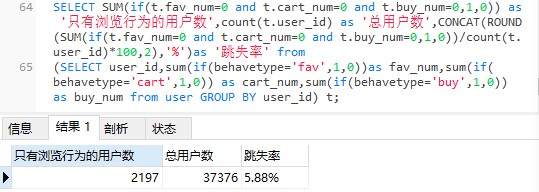 64 SELECT SUM(if(t.fav_num=0 and t.cart_num=0 and t.buy_num=0,1,0)) as
'只有浏览行为的用户数',count(t.user_id) as '总用户数',CONCAT(ROUND
(SUM(if(t.fav_num=0 and t.cart_num=0 and t.buy_num=0,1,0))/count(t.
user_id)*100,2),'%')as '跳失率' from
65 (SELECT user_id,sum(if(behavetype='fav',1,0))as fav_num,sum(if(
behavetype='cart',1,0)) as cart_num,sum(if(behavetype='buy',1,0))
as buy_num from user GROUP BY user_id) t;
信息 结果 1 剖析 状态
只有浏览行为的用户数 总用户数 跳失率
2197 37376 5.88%